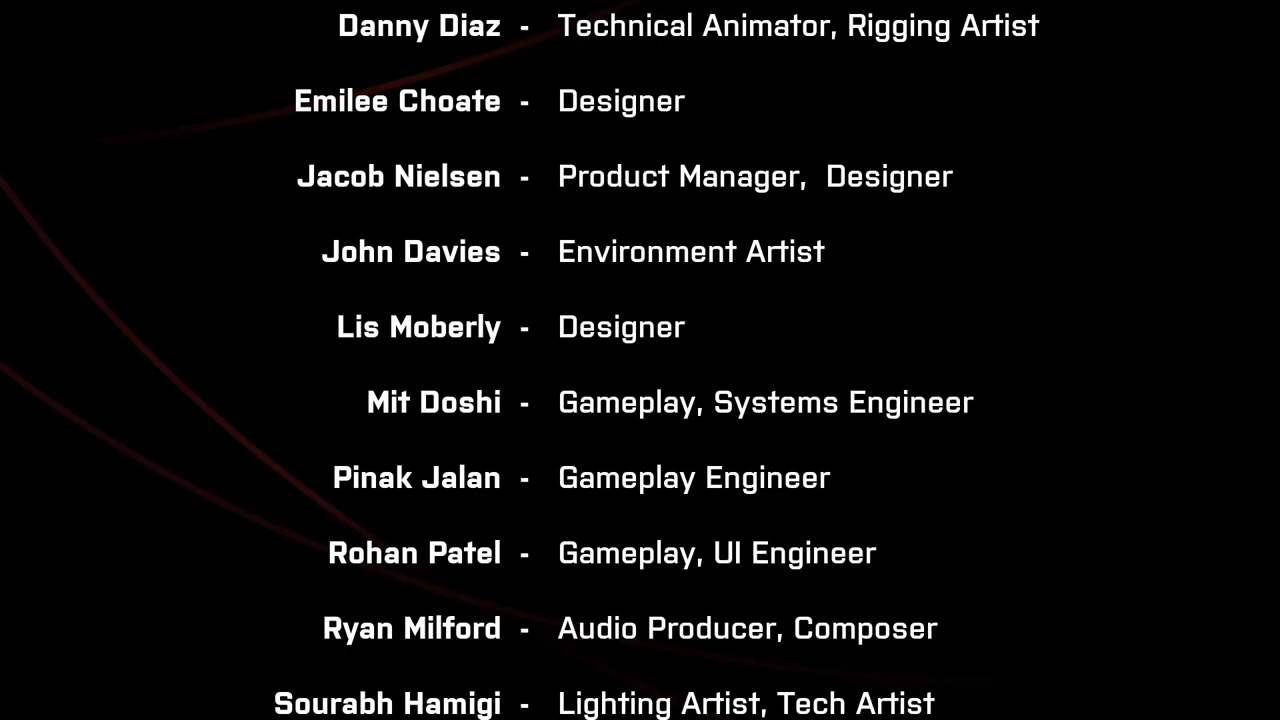 Danny Diaz - Technical Animator, Rigging Artist
Emilee Choate - Designer
Jacob Nielsen - Product Manager,  Designer
John Davies - Environment Artist
Lis Moberly - Designer
Mit Doshi - Gameplay, Systems Engineer
Pinak Jalan - Gameplay Engineer
Rohan Patel - Gameplay, UI Engineer
Ryan Milford - Audio Producer, Composer
Sourabh Hamigi - Lighting Artist, Tech Artist